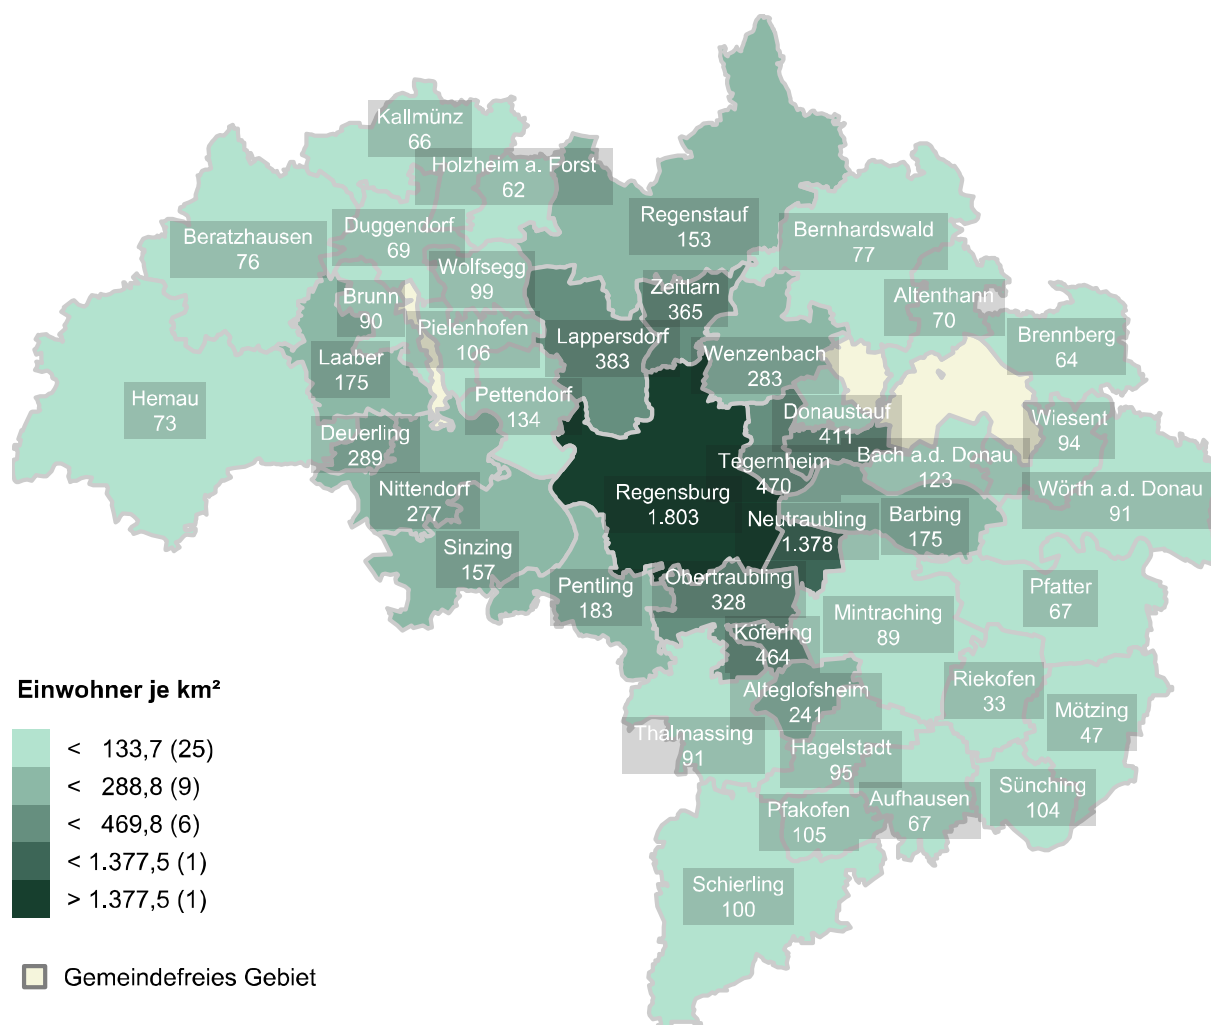 Kallmünz
66
Holzheim a. Forst
62
Regenstauf
153
Duggendorf
69
Beratzhausen
76
Bernhardswald
77
Wolfsegg
99
Zeitlarn
365
Brunn
90
Altenthann
70
Pielenhofen
106
Lappersdorf
383
Brennberg
64
Laaber
175
Wenzenbach
283
Hemau
73
Pettendorf
134
Donaustauf
411
Wiesent
94
Deuerling
289
Tegernheim
470
Bach a.d. Donau
123
Nittendorf
277
Regensburg
1.803
Wörth a.d. Donau
91
Neutraubling
1.378
Barbing
175
Sinzing
157
Pentling
183
Obertraubling
328
Pfatter
67
Mintraching
89
Köfering
464
Riekofen
33
Alteglofsheim
241
Mötzing
47
Thalmassing
91
Hagelstadt
95
Sünching
104
Pfakofen
105
Aufhausen
67
Schierling
100
Einwohner je km²
< 133,7 (25)
< 288,8 (9)
< 469,8 (6)
< 1.377,5 (1)
> 1.377,5 (1)
Gemeindefreies Gebiet